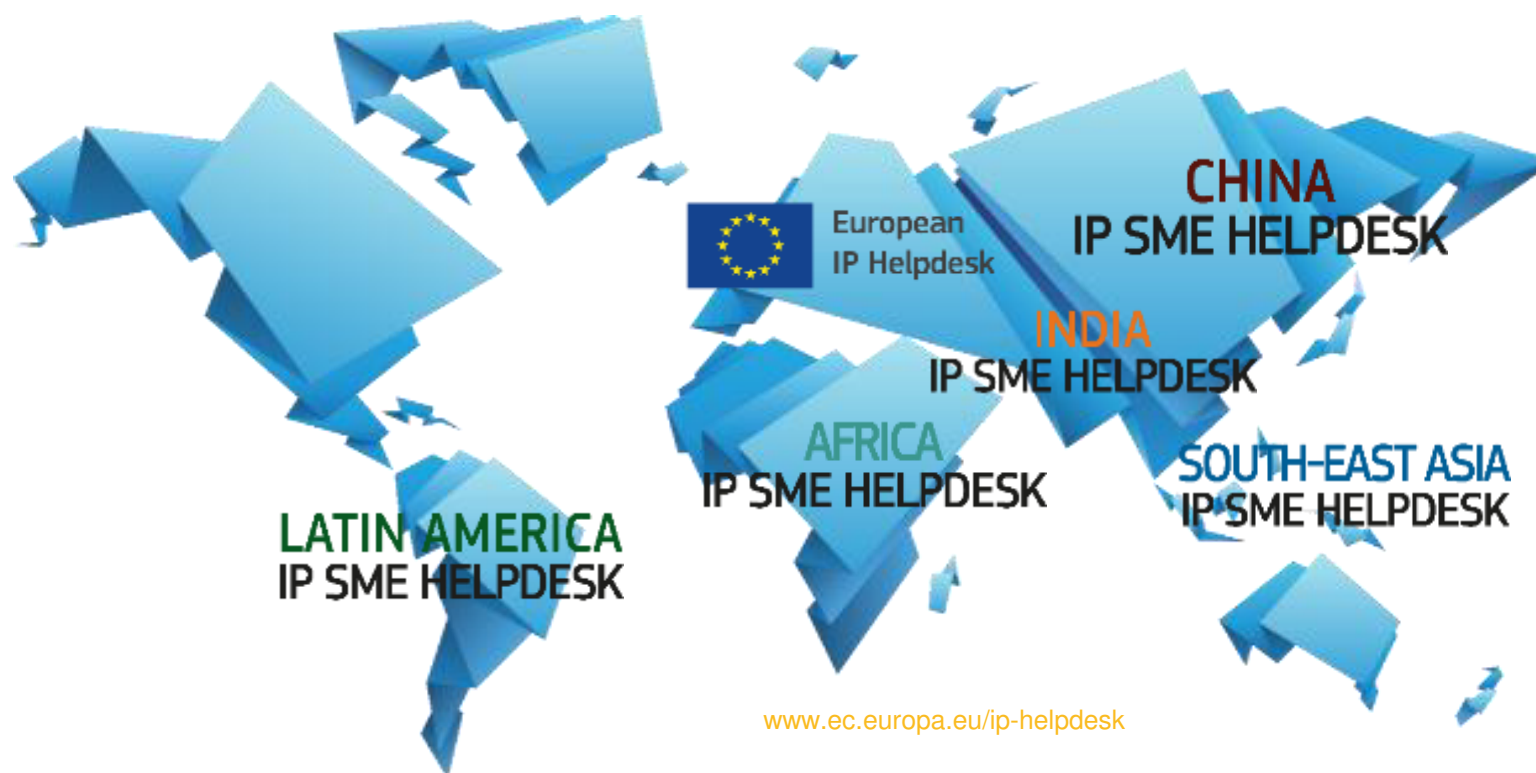 CHINA
IP SME HELPDESK
European
IP Helpdesk
INDIA
IP SME HELPDESK
AFRICA
IP SME HELPDESK
SOUTH-EAST ASIA
IP SME HELPDESK
LATIN AMERICA
IP SME HELPDESK
www.ec.europa.eu/ip-helpdesk